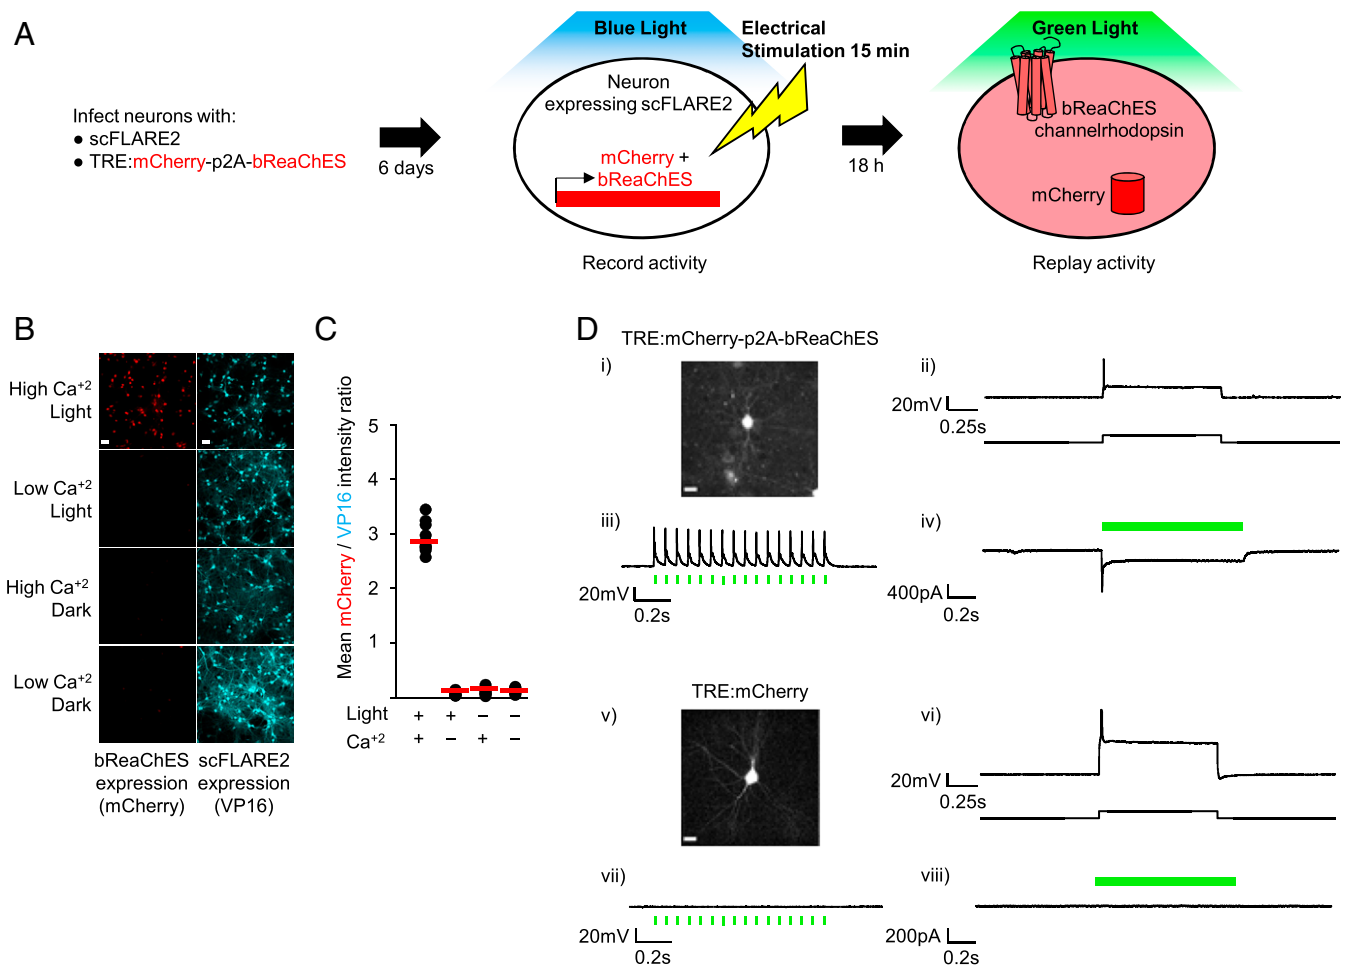 A
Infect neurons with:
● scFLARE2
● TRE:mCherry-p2A-bReaChES
6 days
Blue Light
Electrical
Stimulation 15 min
Neuron
expressing scFLARE2
mCherry +
bReaChES
Record activity
18 h
Green Light
bReaChES
channelrhodopsin
mCherry
Replay activity
B
High Ca+2
Light
Low Ca+2
Light
High Ca+2
Dark
Low Ca+2
Dark
bReaChES
expression
(mCherry)
scFLARE2
expression
(VP16)
C
Mean mCherry / VP16 intensity ratio
5
4
3
2
1
Light + + − −
Ca+2 + − + −
D
TRE:mCherry-p2A-bReaChES
i)
ii)
20mV
0.25s
iii)
20mV
0.2s
iv)
400pA
0.2s
TRE:mCherry
v)
vi)
20mV
0.25s
vii)
20mV
0.2s
viii)
200pA
0.2s